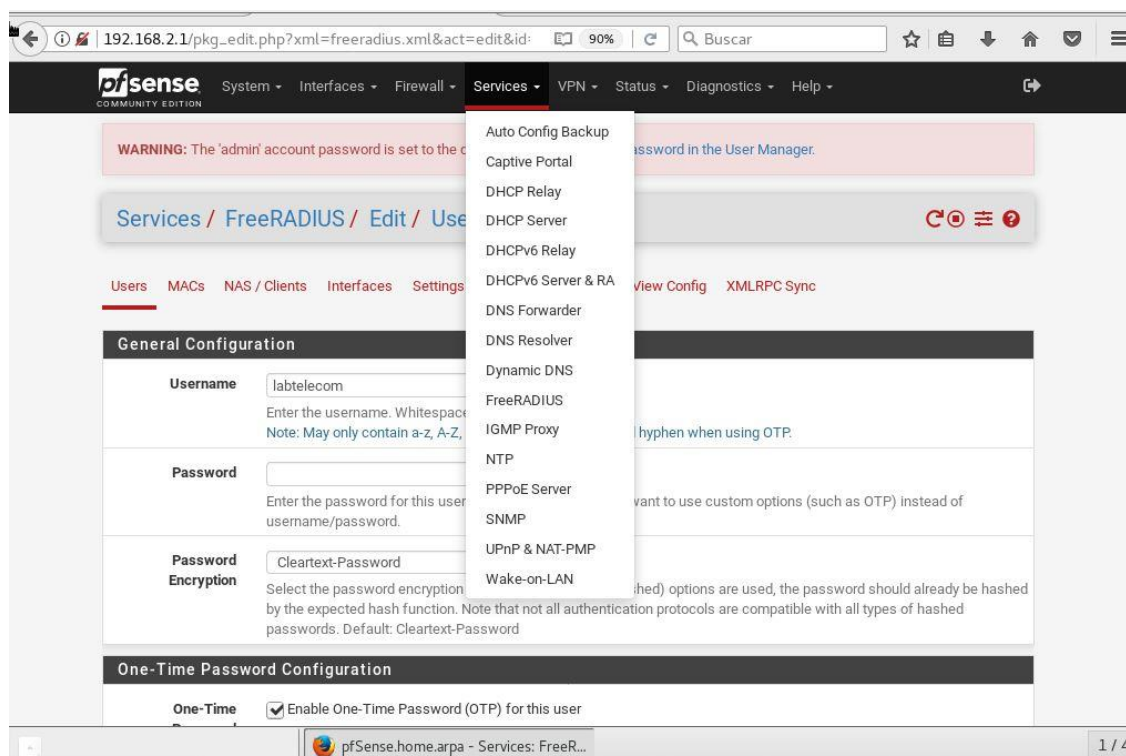 192.168.2.1/pkg_edit.php?xml=freeradius.xml&act=edit&id= 90% Buscar
pfsense System Interfaces Firewall Services VPN Status Diagnostics Help
COMMUNITY EDITION
Auto Config Backup
WARNING: The 'admin' account password is set to the in the User Manager.
Captive Portal
DHCP Relay
Services / FreeRADIUS / Edit /
DHCP Server
DHCPv6 Relay
DHCPv6 Server & RA
Users MACs NAS / Clients Interfaces Settings View Config XMLRPC Sync
DNS Forwarder
General Configuration
DNS Resolver
Dynamic DNS
Username labtelecom
FreeRADIUS
Enter the username. Whitespace
IGMP Proxy
Note: May only contain a-z, A-Z, hyphen when using OTP.
NTP
Password
PPPoE Server
Enter the password for this user want to use custom options (such as OTP) instead of
username/password.
SNMP
UPnP & NAT-PMP
Password Encryption Cleartext-Password
Wake-on-LAN
Select the password encryption options are used, the password should already be hashed
by the expected hash function. Note that not all authentication protocols are compatible with all types of hashed
passwords. Default: Cleartext-Password
One-Time Password Configuration
One-Time Enable One-Time Password (OTP) for this user
pfSense.home.arpa - Services: FreeR...
1 / 4